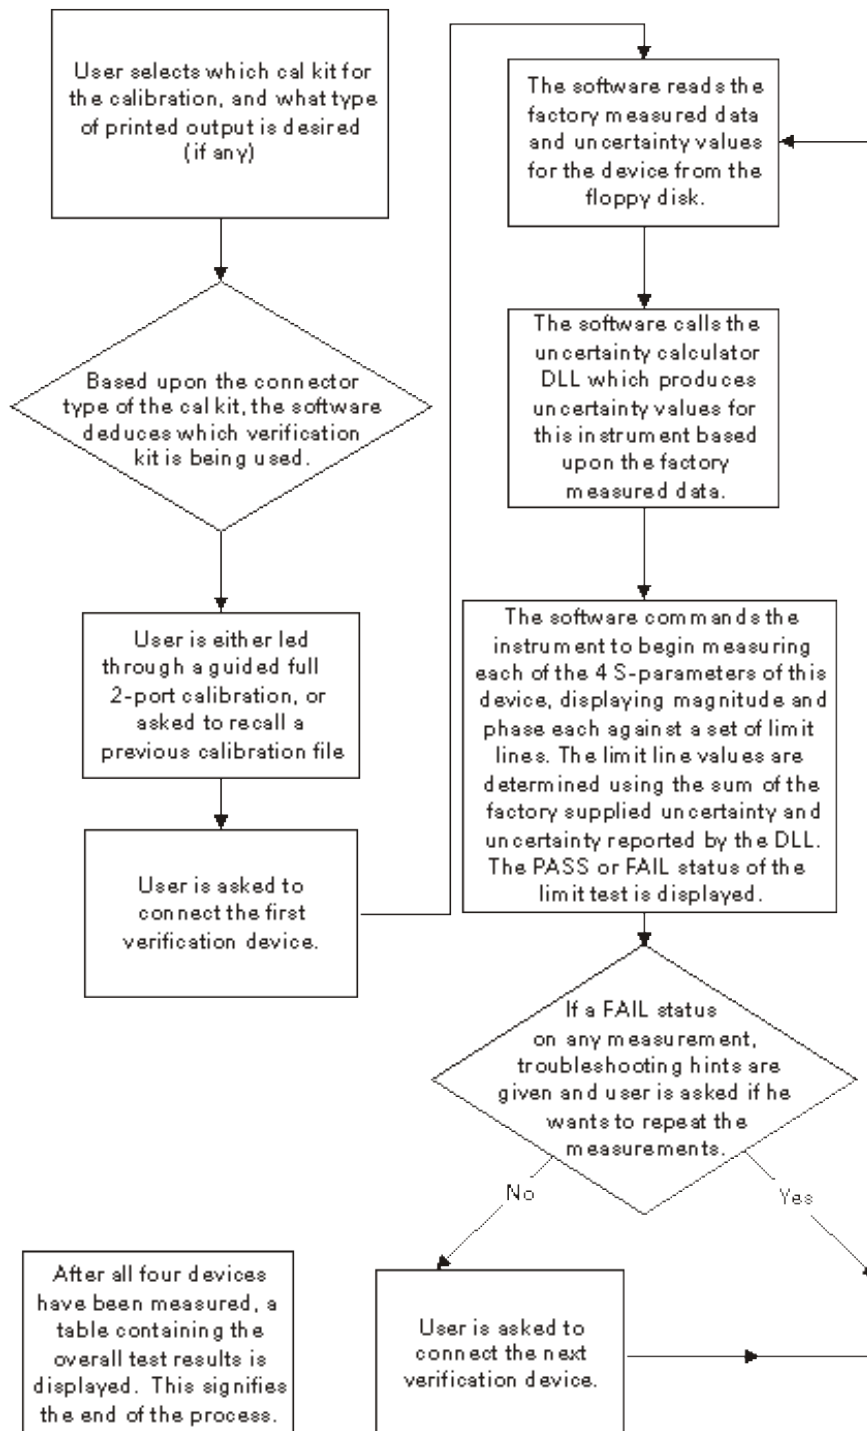 User selects which cal kit for
the calibration, and what type
of printed output is desired
(if any)
Based upon the connector
type of the cal kit, the software
deduces which verification
kit is being used.
User is either led
through a guided full
2-port calibration, or
asked to recall a
previous calibration file
User is asked to
connect the first
verification device.
The software reads the
factory measured data
and uncertainty values
for the device from the
floppy disk.
The software calls the
uncertainty calculator
DLL which produces
uncertainty values for
this instrument based
upon the factory
measured data.
The software commands the
instrument to begin measuring
each of the 4 S-parameters of this
device, displaying magnitude and
phase each against a set of limit
lines. The limit line values are
determined using the sum of the
factory supplied uncertainty and
uncertainty reported by the DLL.
The PASS or FAIL status of the
limit test is displayed.
If a FAIL status
on any measurement,
troubleshooting hints are
given and user is asked if he
wants to repeat the
measurements.
No
Yes
User is asked to
connect the next
verification device.
After all four devices
have been measured, a
table containing the
overall test results is
displayed. This signifies
the end of the process.